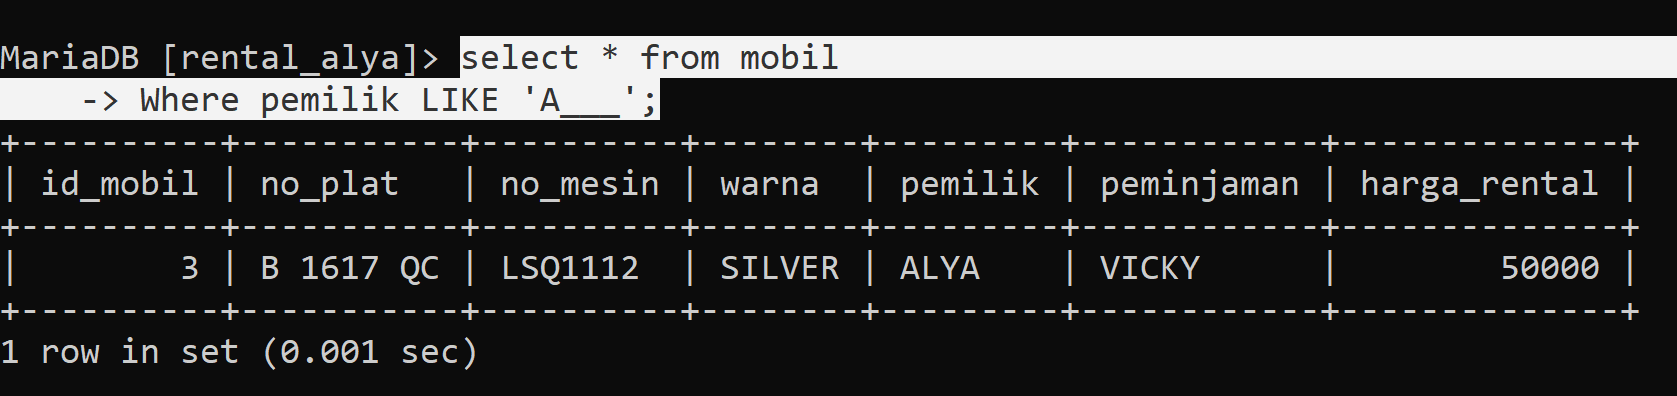 MariaDB [rental_alya]> select * from mobil
    -> Where pemilik LIKE 'A___';
+----------+-----------+----------+--------+---------+------------+--------------+
| id_mobil | no_plat   | no_mesin | warna  | pemilik | peminjaman | harga_rental |
+----------+-----------+----------+--------+---------+------------+--------------+
|        3 | B 1617 QC | LSQ1112  | SILVER | ALYA    | VICKY      |        50000 |
+----------+-----------+----------+--------+---------+------------+--------------+
1 row in set (0.001 sec)